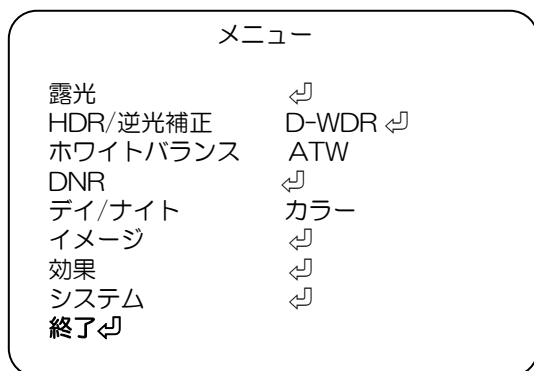 メニュー
露光 ⏎
HDR/逆光補正 D-WDR ⏎
ホワイトバランス ATW
DNR ⏎
デイ/ナイト カラー
イメージ ⏎
効果 ⏎
システム ⏎
終了⏎